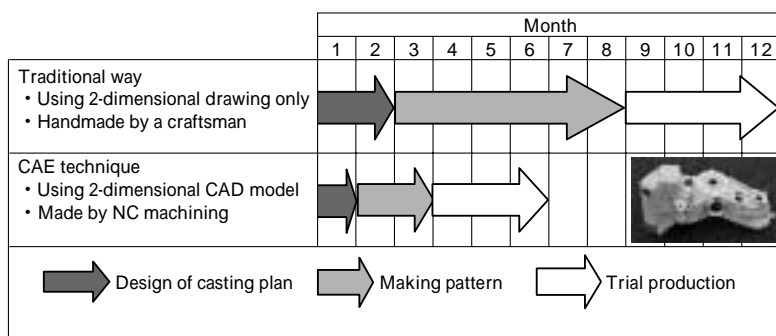 Month
1 2 3 4 5 6 7 8 9 10 11 12
Traditional way
・Using 2-dimensional drawing only
・Handmade by a craftsman
CAE technique
・Using 2-dimensional CAD model
・Made by NC machining
Design of casting plan
Making pattern
Trial production